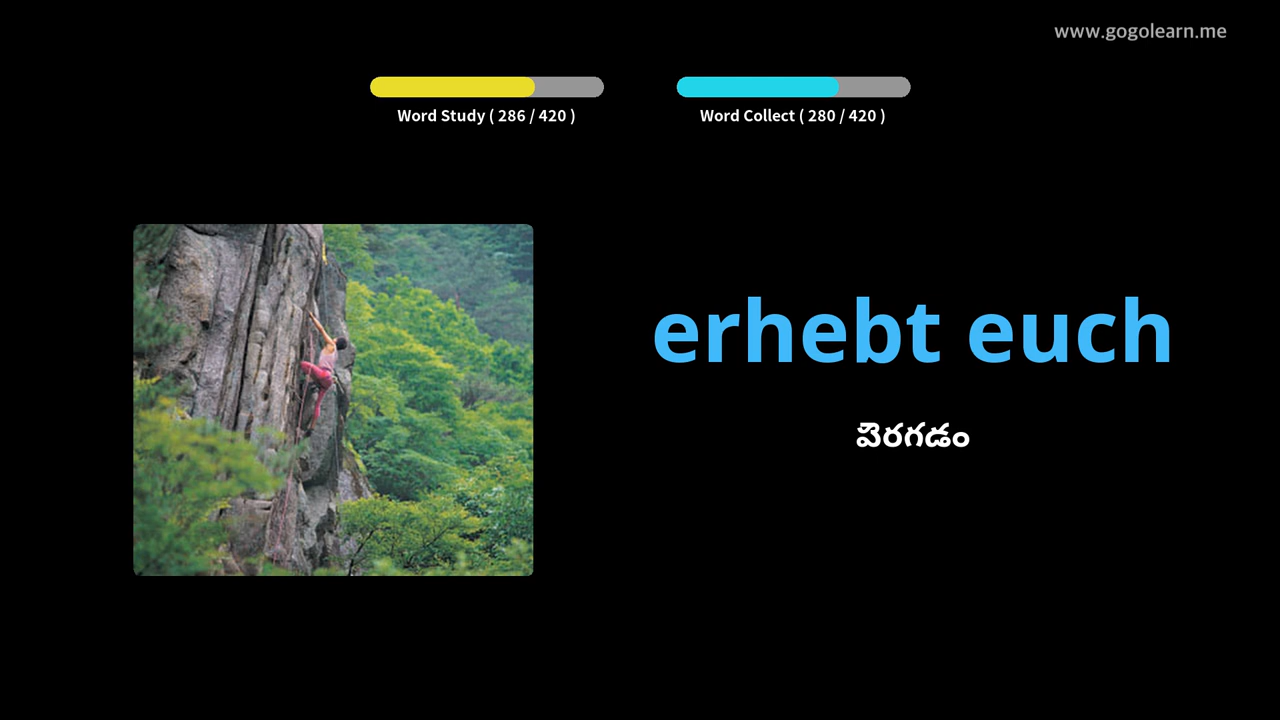 www.gogolearn.me
Word Study ( 286 / 420 )
Word Collect ( 280 / 420 )
erhebt euch
పెరగడం